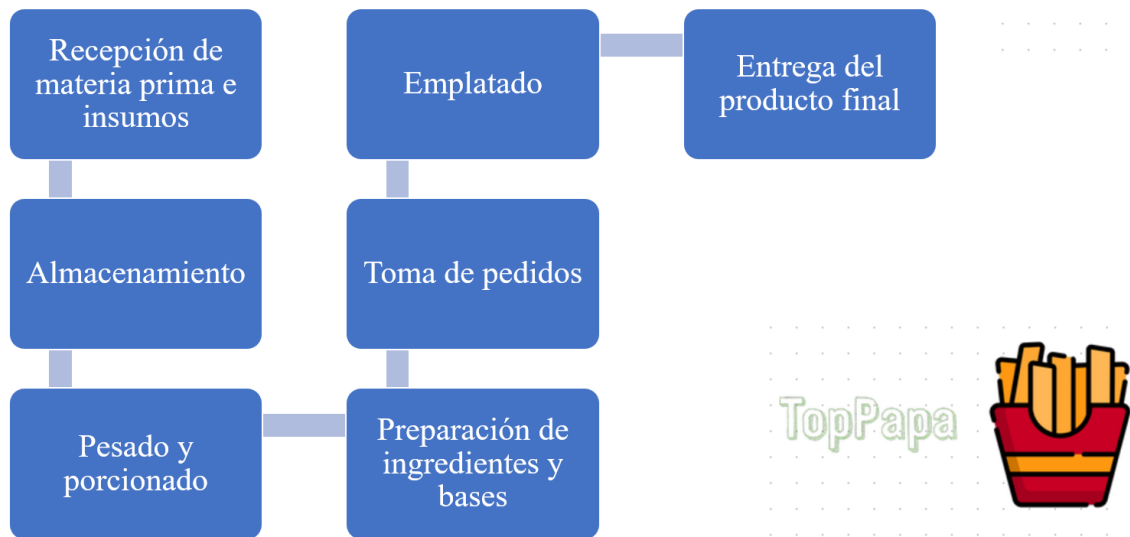 Recepción de
materia prima e
insumos
Almacenamiento
Pesado y
porcionado
Preparación de
ingredientes y
bases
Toma de pedidos
Emplatado
Entrega del
producto final
TopPapa